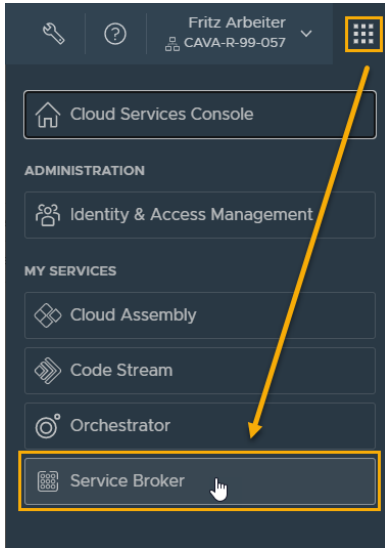 Fritz Arbeiter
CAVA-R-99-057
Cloud Services Console
ADMINISTRATION
Identity & Access Management
MY SERVICES
Cloud Assembly
Code Stream
Orchestrator
Service Broker